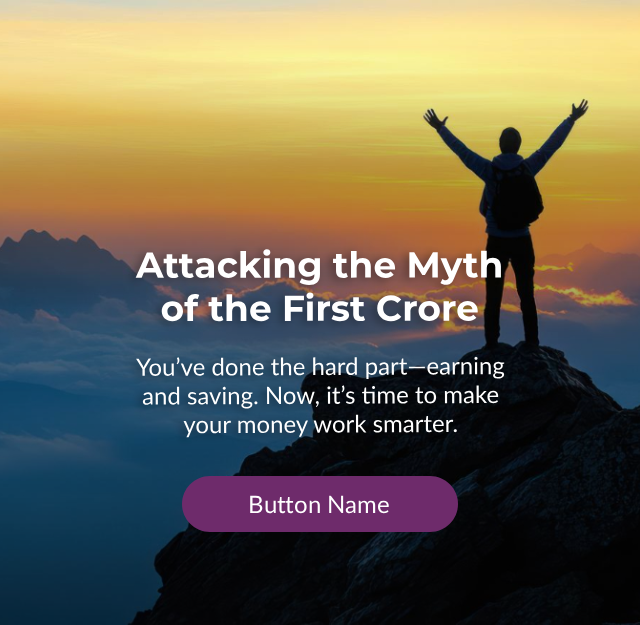 Attacking the Myth
of the First Crore
You’ve done the hard part—earning
and saving. Now, it’s time to make
your money work smarter.
Button Name